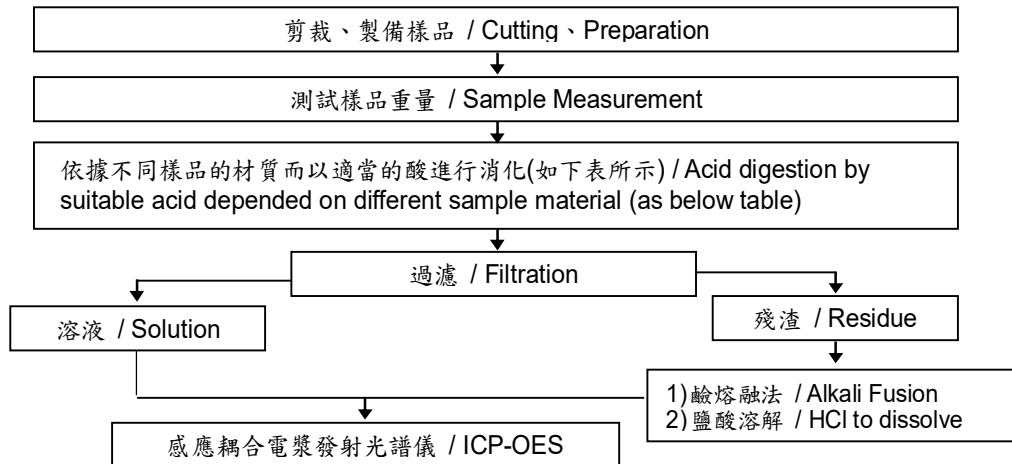 剪裁、製備樣品 / Cutting、Preparation
測試樣品重量 / Sample Measurement
依據不同樣品的材質而以適當的酸進行消化(如下表所示) / Acid digestion by
suitable acid depended on different sample material (as below table)
過濾 / Filtration
溶液 / Solution
殘渣 / Residue
1)鹼熔融法 / Alkali Fusion
2)鹽酸溶解 / HCl to dissolve
感應耦合電漿發射光譜儀 / ICP-OES